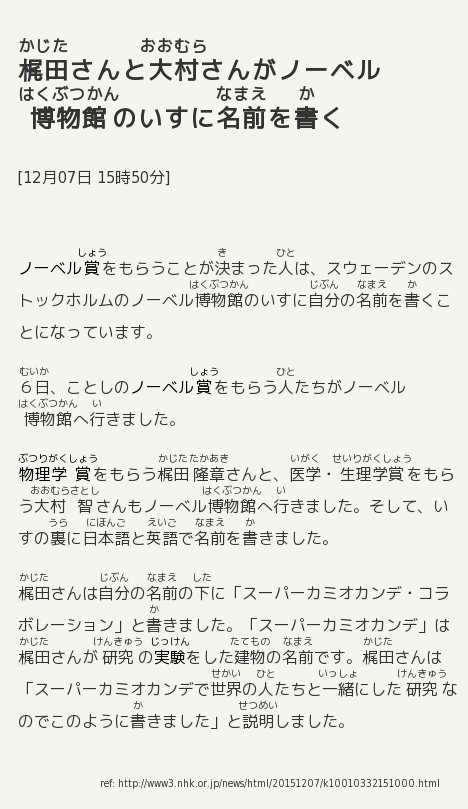 かじた おおむら
梶田さんと大村さんがノーベル
はくぶつかん なまえ か
博物館のいすに名前を書く
[12月07日 15時50分]
しょう き ひと
ノーベル賞をもらうことが決まった人は、スウェーデンのス
はくぶつかん じぶん なまえ か
トックホルムのノーベル博物館のいすに自分の名前を書くこ
とになっています。
むいか しょう ひと
６日、ことしのノーベル賞をもらう人たちがノーベル
はくぶつかん い
博物館へ行きました。
ぶつりがくしょう かじたたかあき いがく せいりがくしょう
物理学賞をもらう梶田隆章さんと、医学・生理学賞をもら
おおむらさとし はくぶつかん い
う大村智さんもノーベル博物館へ行きました。そして、い
うら にほんご えいご なまえ か
すの裏に日本語と英語で名前を書きました。
かじた じぶん なまえ した
梶田さんは自分の名前の下に「スーパーカミオカンデ・コラ
か
ボレーション」と書きました。「スーパーカミオカンデ」は
かじた けんきゅう じっけん たてもの なまえ かじた
梶田さんが研究の実験をした建物の名前です。梶田さんは
せかい ひと いっしょ けんきゅう
「スーパーカミオカンデで世界の人たちと一緒にした研究な
か せつめい
のでこのように書きました」と説明しました。
ref: http://www3.nhk.or.jp/news/html/20151207/k10010332151000.html